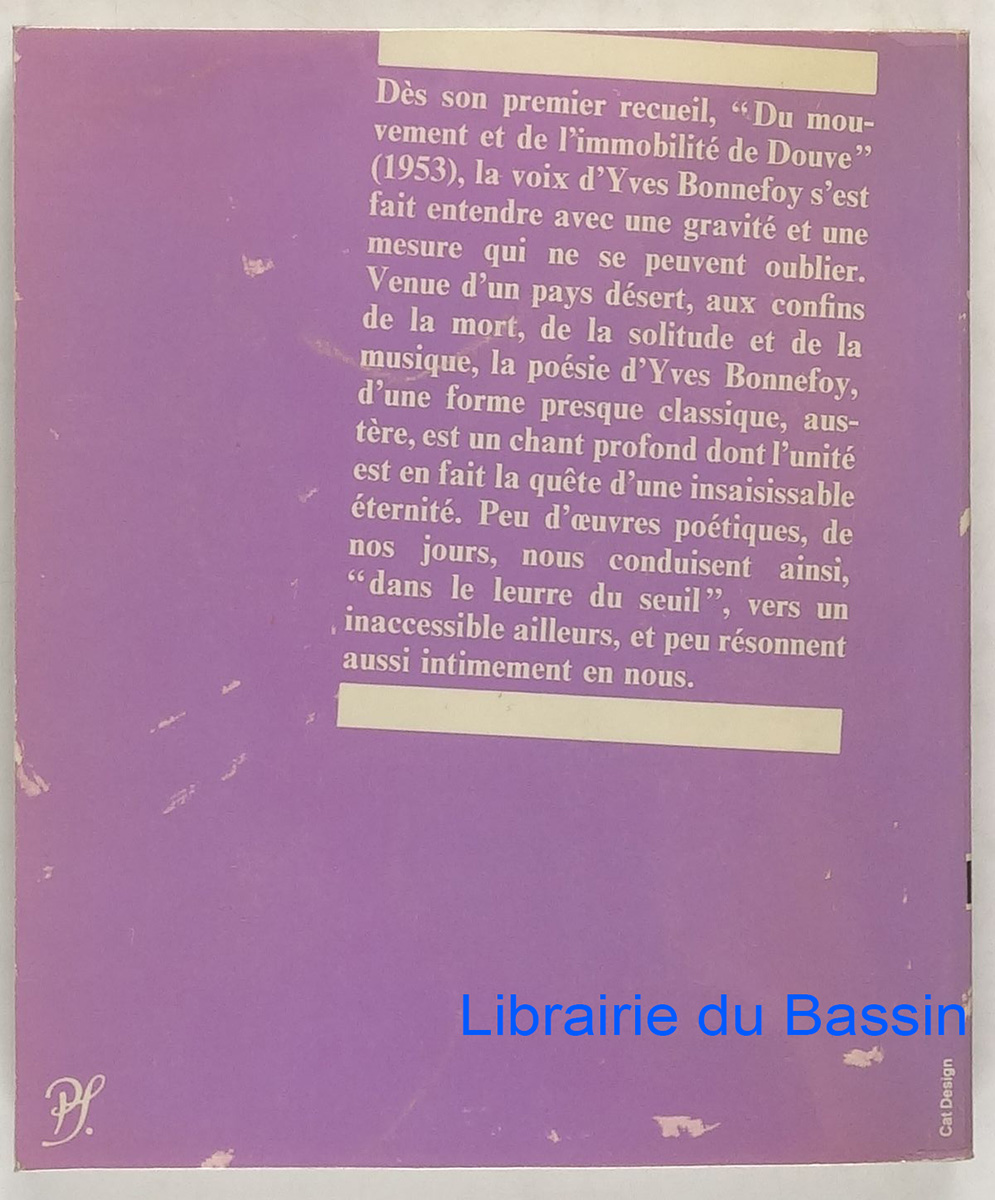 Dès son premier recueil, “Du mou-
vement et de l’immobilité de Douve”
(1953), la voix d’Yves Bonnefoy s’est
fait entendre avec une gravité et une
mesure qui ne se peuvent oublier.
Venue d’un pays désert, aux confins
de la mort, de la solitude et de la
musique, la poésie d’Yves Bonnefoy,
d’une forme presque classique, aus-
tère, est un chant profond dont l’unité
est en fait la quête d’une insaisissable
éternité. Peu d’œuvres poétiques, de
nos jours, nous conduisent ainsi,
“dans le leurre du seuil”, vers un
inaccessible ailleurs, et peu résonnent
aussi intimement en nous.
Librairie du Bassin
Cat Design